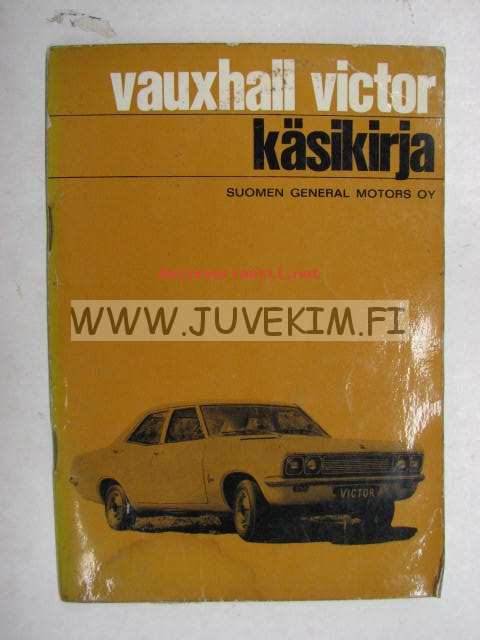 vauxhall victor
käsikirja
SUOMEN GENERAL MOTORS OY
WWW.JUVEKIM.FI
VICTOR